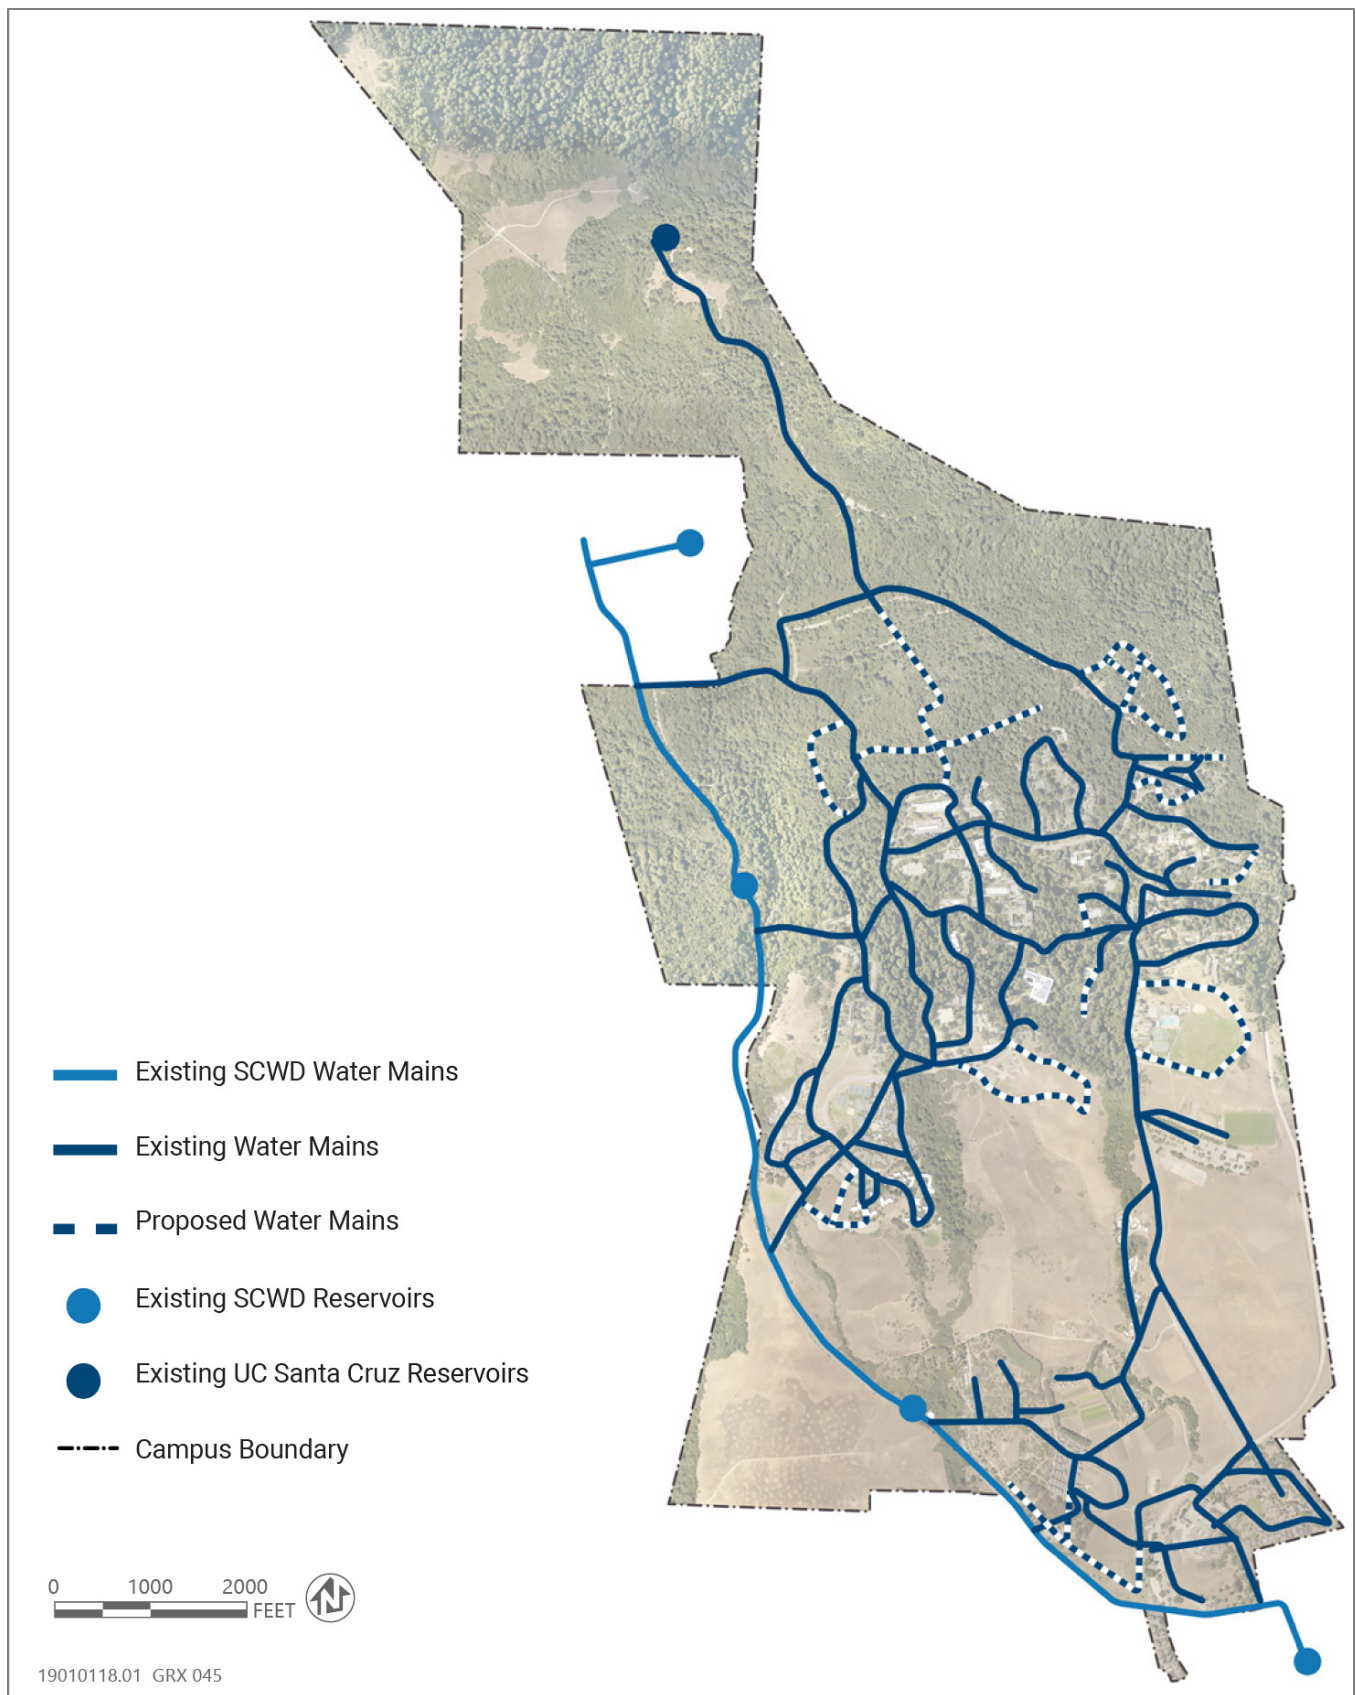 Existing SCWD Water Mains
Existing Water Mains
Proposed Water Mains
Existing SCWD Reservoirs
Existing UC Santa Cruz Reservoirs
Campus Boundary
0 1000 2000
FEET
N
19010118.01 GRX 045